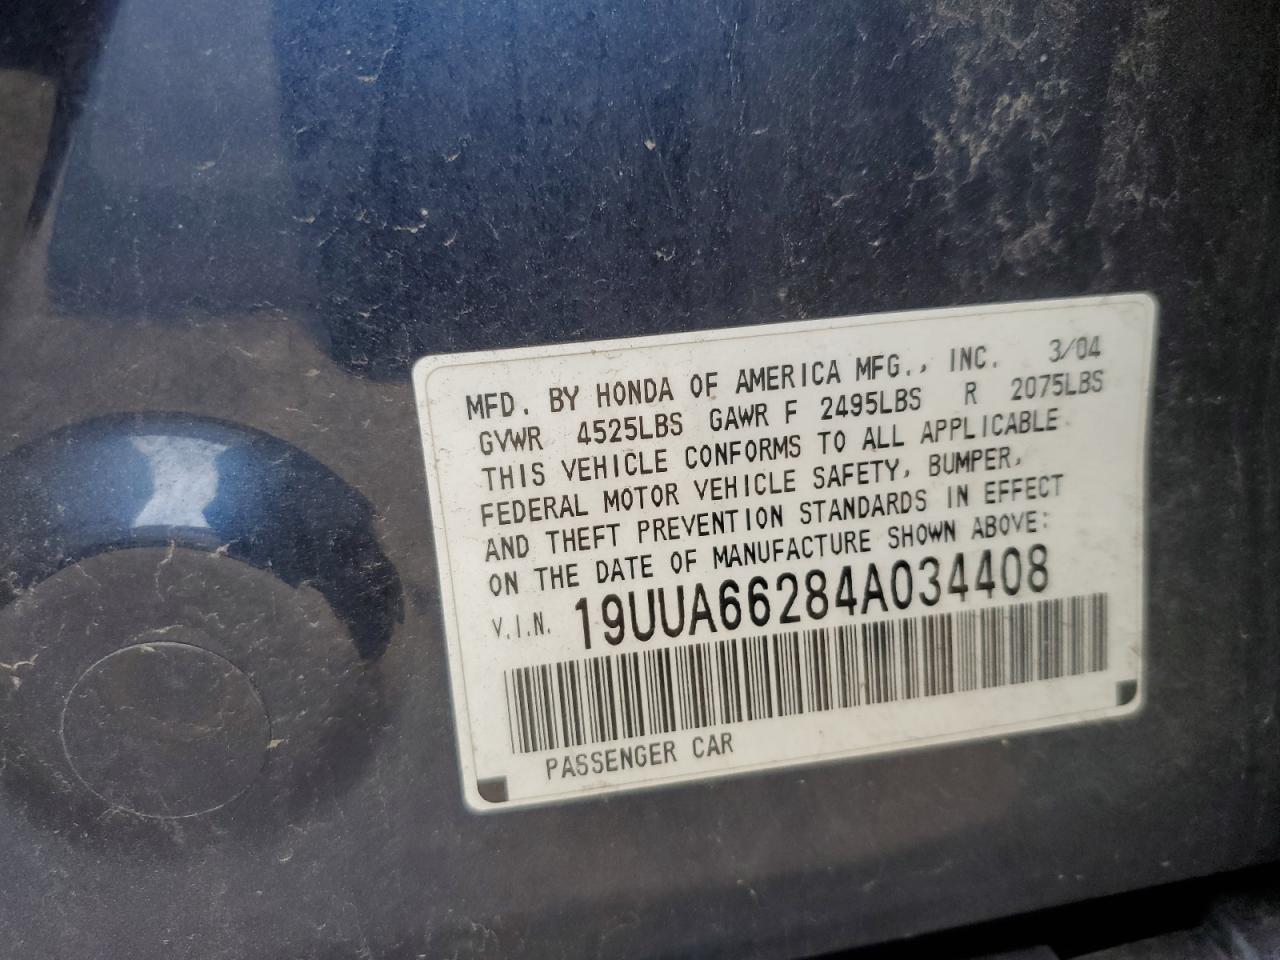 MFD. BY HONDA OF AMERICA MFG., INC. 3/04
GVWR 4525LBS GAWR F 2495LBS R 2075LBS
THIS VEHICLE CONFORMS TO ALL APPLICABLE
FEDERAL MOTOR VEHICLE SAFETY, BUMPER,
AND THEFT PREVENTION STANDARDS IN EFFECT
ON THE DATE OF MANUFACTURE SHOWN ABOVE:
V.I.N. 19UUA66284A034408
PASSENGER CAR